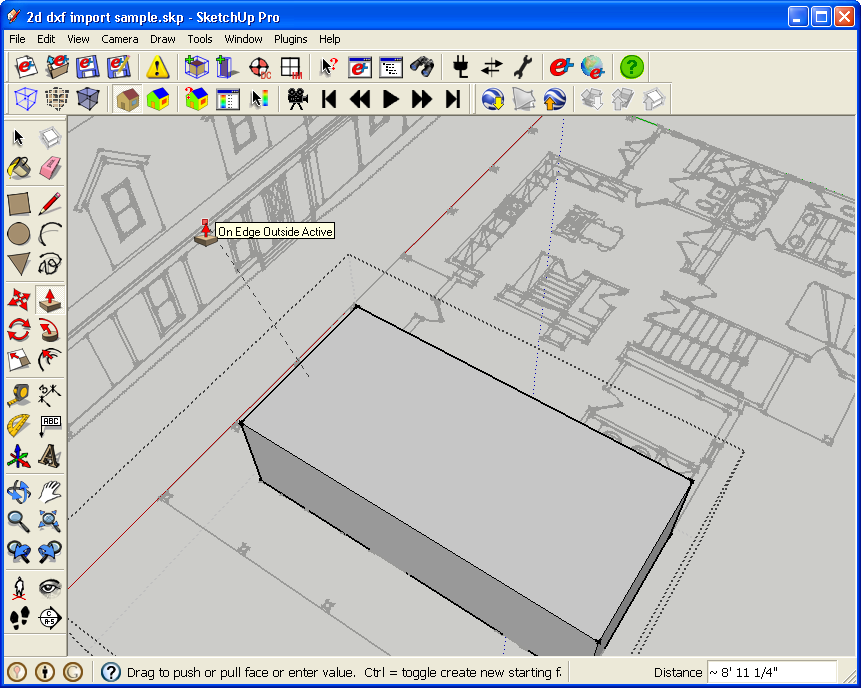 2d dxf import sample.skp - SketchUp Pro
File Edit View Camera Draw Tools Window Plugins Help
On Edge Outside Active
ABC
A
Drag to push or pull face or enter value. Ctrl = toggle create new starting f.
Distance ~ 8' 11 1/4"